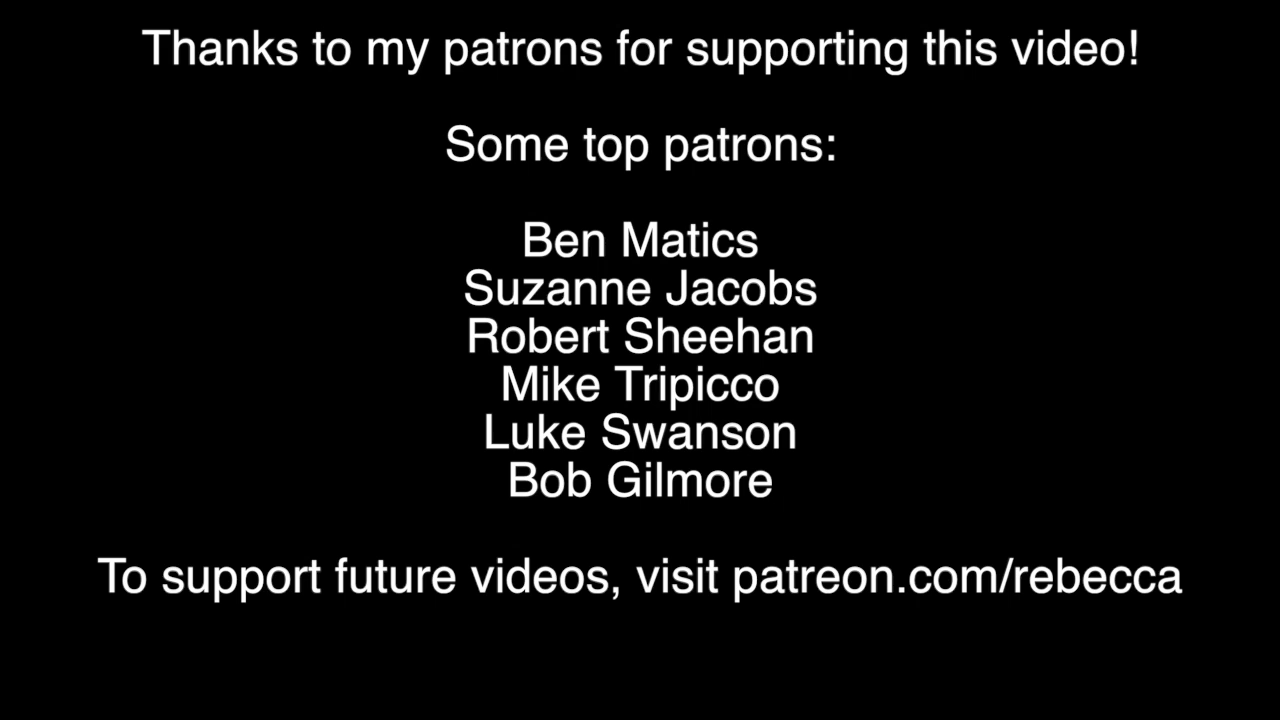 Thanks to my patrons for supporting this video!
Some top patrons:
Ben Matics
Suzanne Jacobs
Robert Sheehan
Mike Tripicco
Luke Swanson
Bob Gilmore
To support future videos, visit patreon.com/rebecca